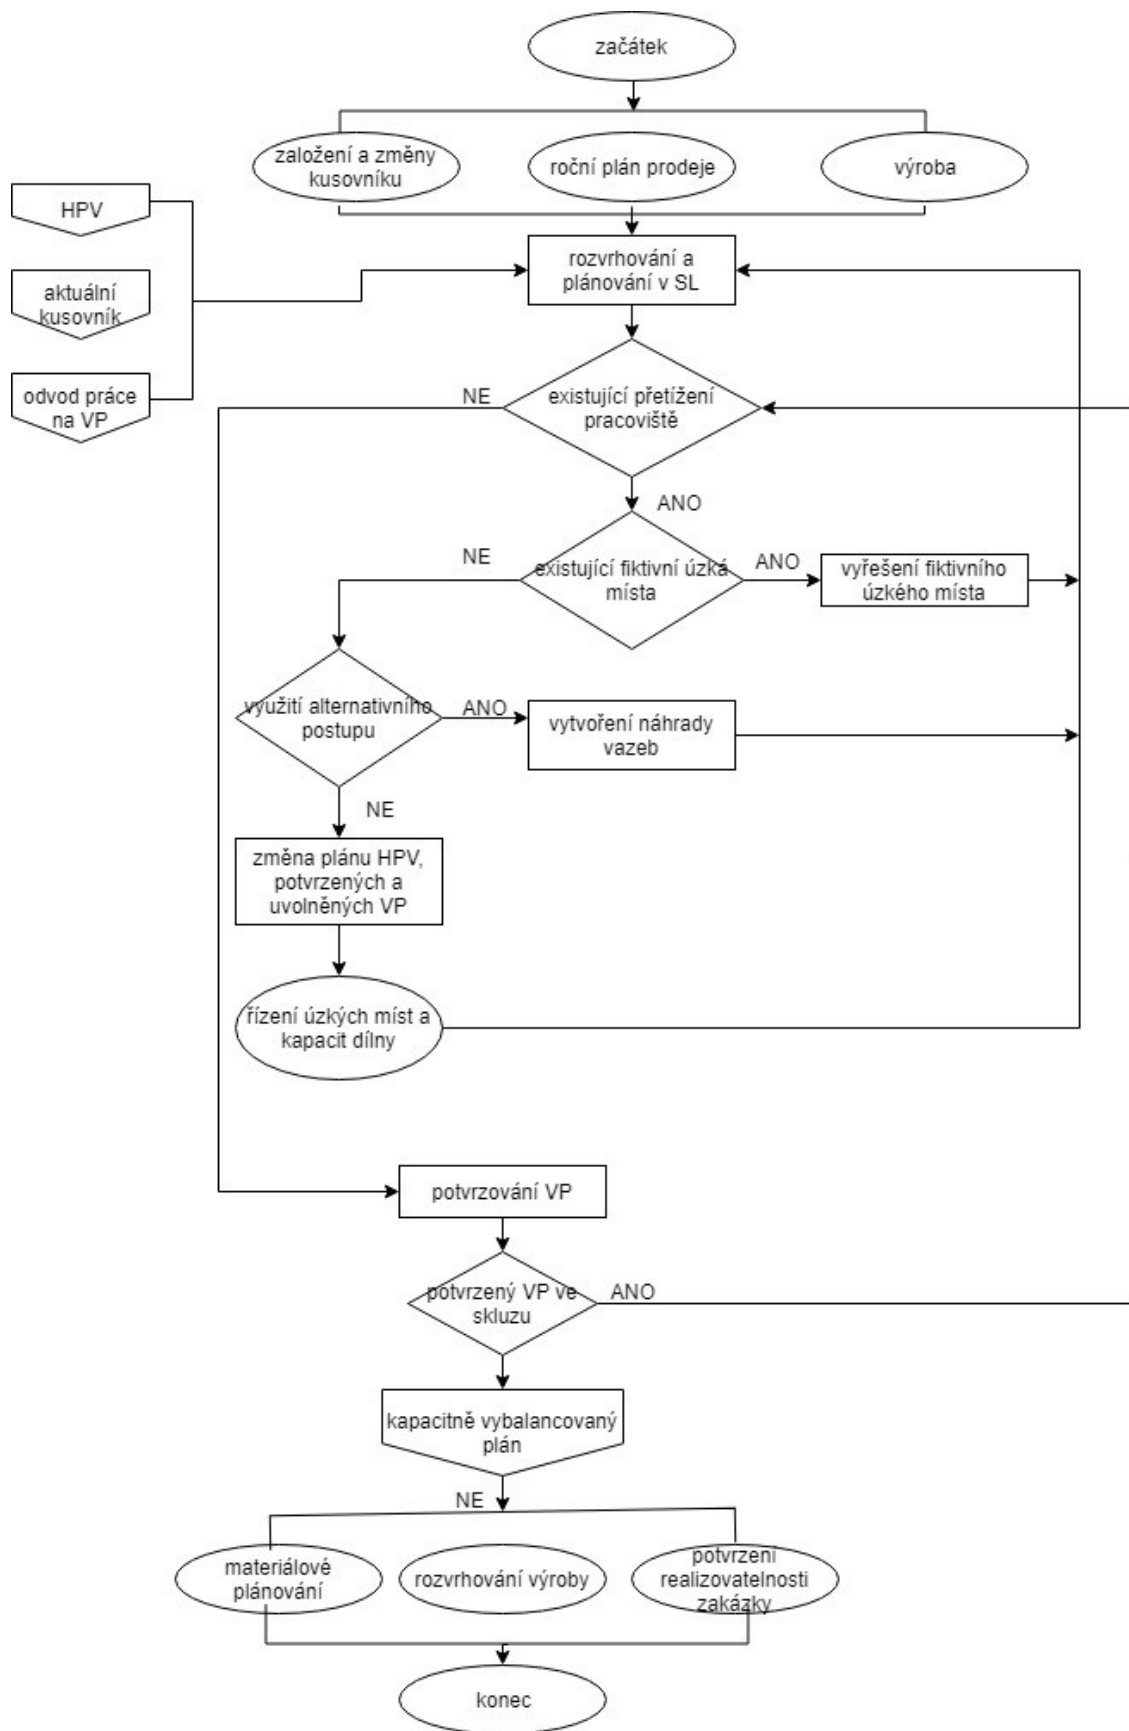 začátek
založení a změny
kusovníku
roční plán prodeje
výroba
HPV
rozvrhování a
plánování v SL
aktuální
kusovník
odvod práce
na VP
NE
existující přetížení
pracoviště
ANO
NE
existující fiktivní úzká
místa
ANO
vyřešení fiktivního
úzkého místa
využití alternativního
postupu
ANO
vytvoření náhrady
vazeb
NE
změna plánu HPV,
potvrzených a
uvolněných VP
řízení úzkých míst a
kapacit dílny
potvrzování VP
potvrzený VP ve
skluzu
ANO
kapacitně vybalancovaný
plán
NE
materiálové
plánování
rozvrhování výroby
potvrzení
realizovatelnosti
zakázky
konec